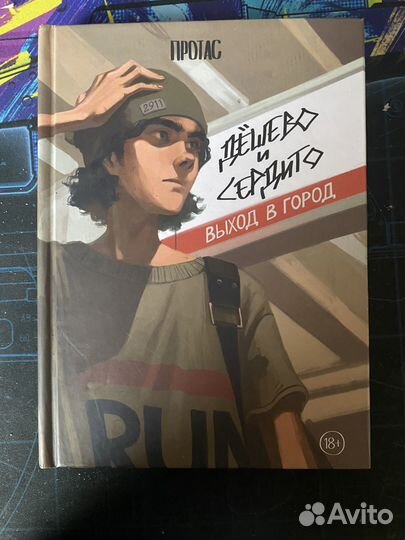 ПРОТАС
2911
ДЁШЕВО
И
СЕРДИТО
ВЫХОД В ГОРОД
RUN
18+
Avito